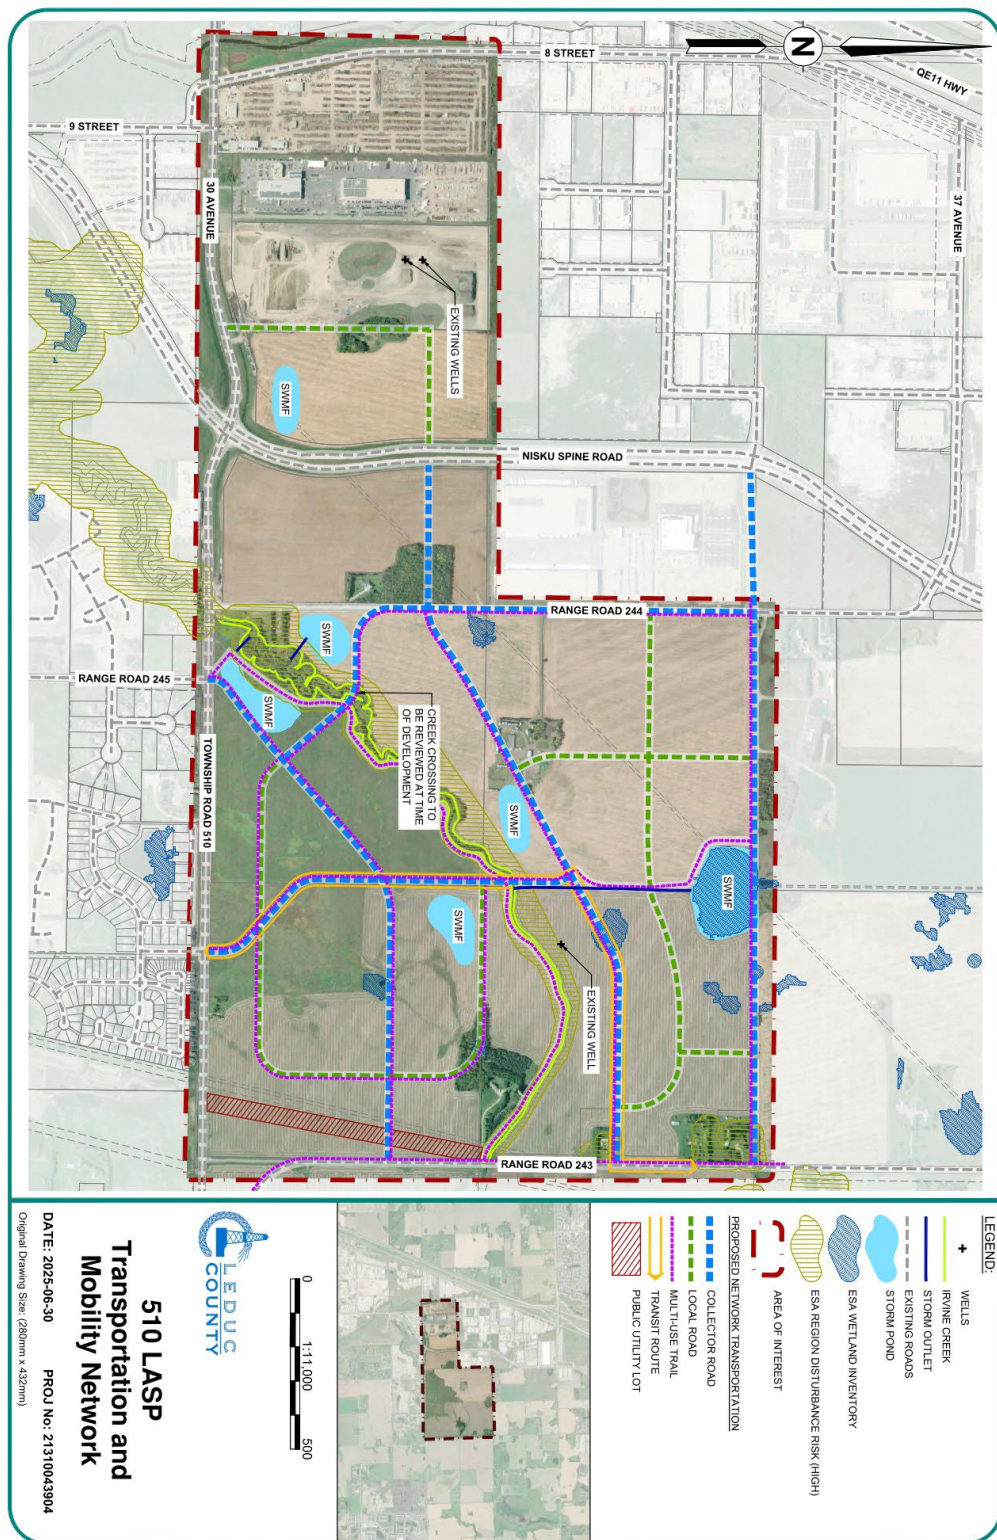 N
8 STREET
QE11 HWY
9 STREET
30 AVENUE
37 AVENUE
EXISTING WELLS
SWMF
NISKU SPINE ROAD
RANGE ROAD 244
SWMF
RANGE ROAD 245
SWMF
CREEK CROSSING TO
BE REVIEWED AT TIME
OF DEVELOPMENT
TOWNSHIP ROAD 510
SWMF
SWMF
SWMF
EXISTING WELL
RANGE ROAD 243
LEGEND:
WELLS
IRVINE CREEK
STORM OUTLET
EXISTING ROADS
STORM POND
ESA WETLAND INVENTORY
ESA REGION DISTURBANCE RISK (HIGH)
AREA OF INTEREST
PROPOSED NETWORK TRANSPORTATION
COLLECTOR ROAD
LOCAL ROAD
MULTI-USE TRAIL
TRANSIT ROUTE
PUBLIC UTILITY LOT
0
1:11,000
500
LEDUC
COUNTY
510 LASP
Transportation and
Mobility Network
DATE: 2025-06-30 PROJ No: 21310043904
Original Drawing Size: (280mm x 432mm)